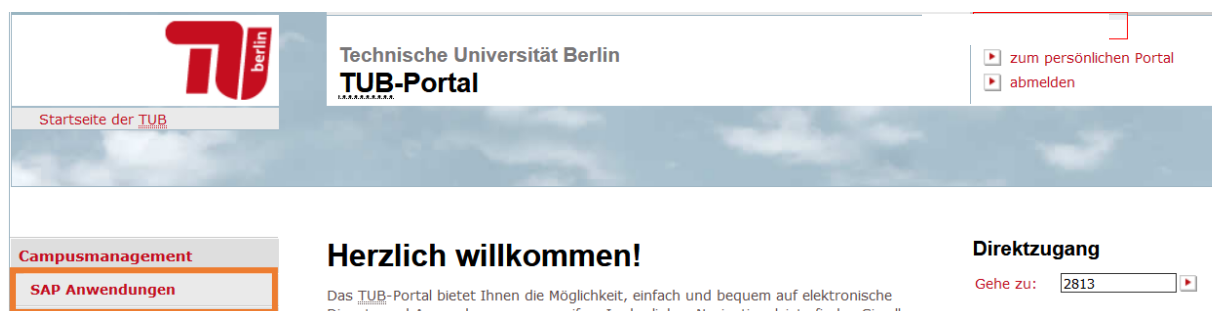 berlin
Technische Universität Berlin
TUB-Portal
zum persönlichen Portal
abmelden
Startseite der TUB
Campusmanagement
SAP Anwendungen
Herzlich willkommen!
Das TUB-Portal bietet Ihnen die Möglichkeit, einfach und bequem auf elektronische
Direktzugang
Gehe zu: 2813